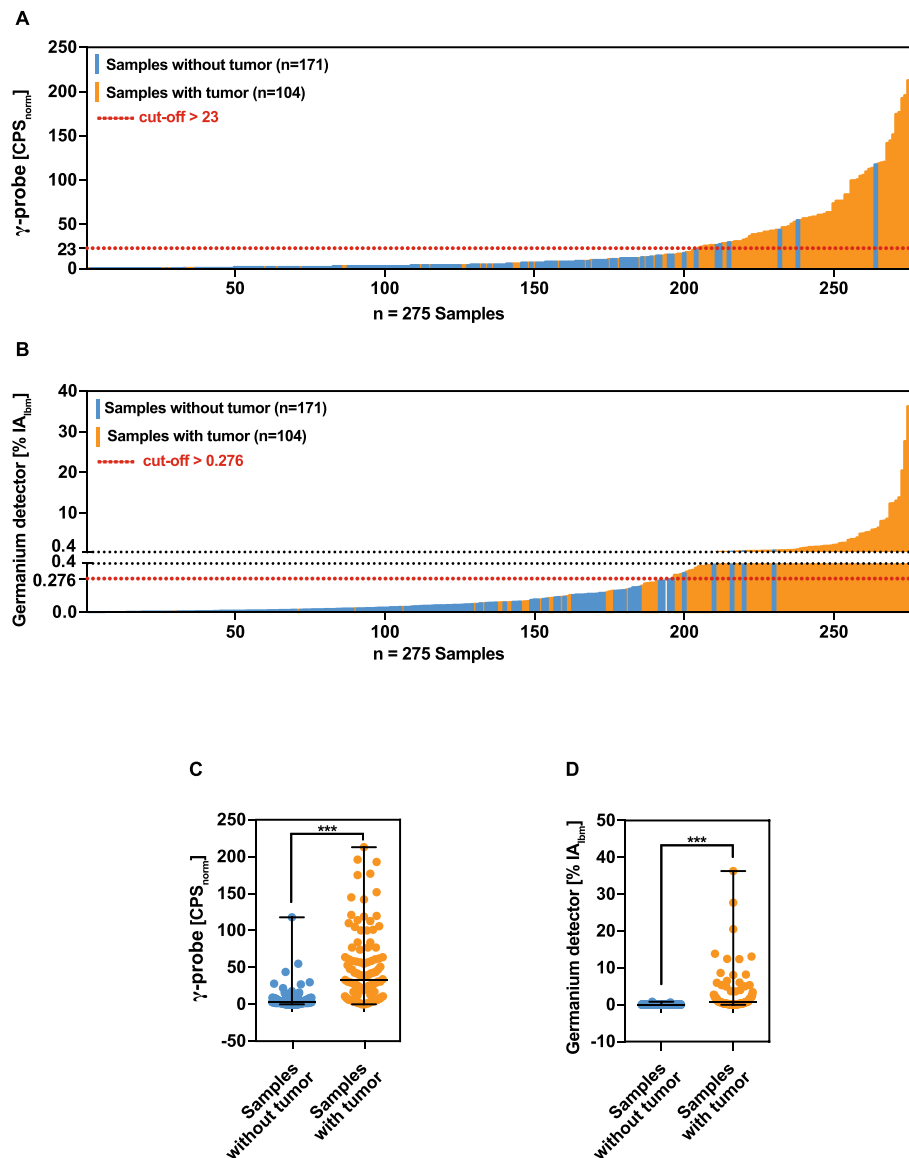 A
γ-probe [CPSnorm]
250
200
150
100
50
23
0
Samples without tumor (n=171)
Samples with tumor (n=104)
cut-off > 23
50
100
150
200
250
n = 275 Samples
B
Germanium detector [% IAlbm]
40
30
20
10
0.4
0.4
0.276
0.0
Samples without tumor (n=171)
Samples with tumor (n=104)
cut-off > 0.276
50
100
150
200
250
n = 275 Samples
C
γ-probe [CPSnorm]
250
200
150
100
50
0
-50
***
Samples
without tumor
Samples
with tumor
D
Germanium detector [% IAlbm]
50
40
30
20
10
0
-10
***
Samples
without tumor
Samples
with tumor